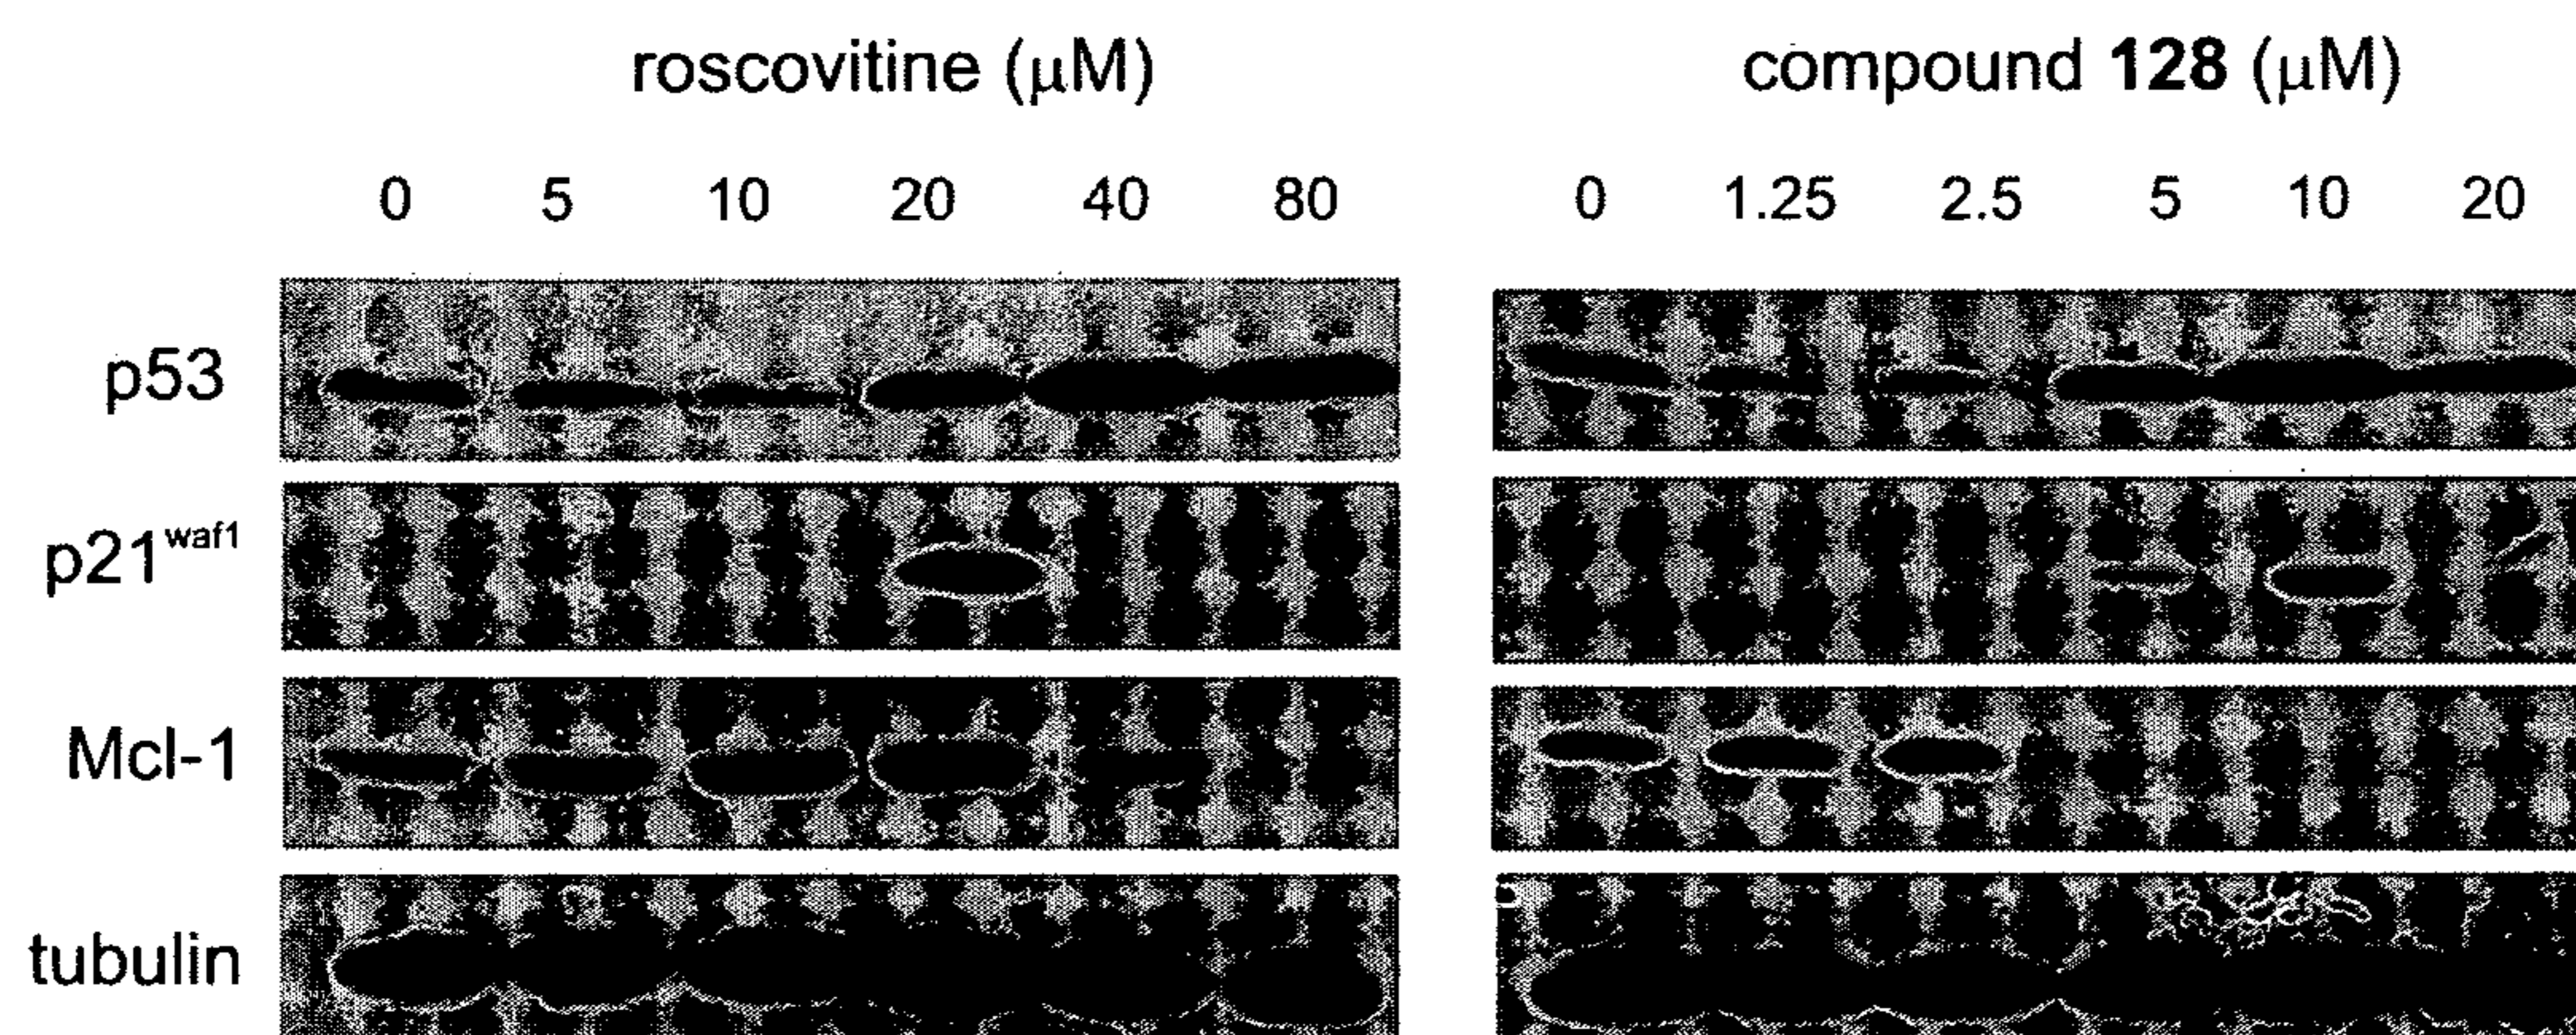 roscovitine (μM) compound 128 (μM)
0 5 10 20 40 80 0 1.25 2.5 5 10 20
p53
p21waf1
Mcl-1
tubulin